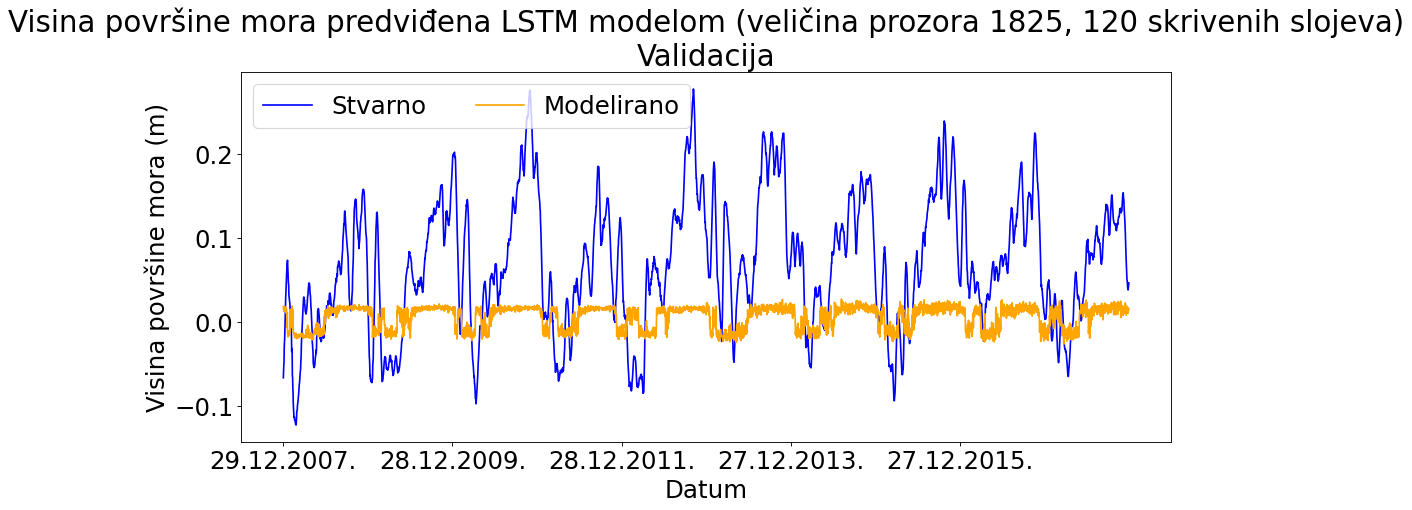 Visina površine mora predviđena LSTM modelom (veličina prozora 1825, 120 skrivenih slojeva)
Validacija
Stvarno Modelirano
Visina površine mora (m)
0.2
0.1
0.0
−0.1
29.12.2007. 28.12.2009. 28.12.2011. 27.12.2013. 27.12.2015.
Datum